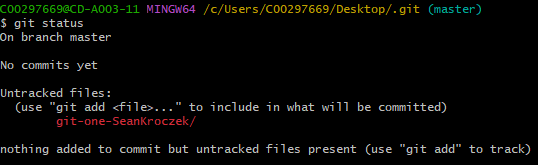 C00297669@CD-A003-11 MINGW64 /c/Users/C00297669/Desktop/.git (master)
$ git status
On branch master
No commits yet
Untracked files:
(use "git add <file>..." to include in what will be committed)
git-one-SeanKroczek/
nothing added to commit but untracked files present (use "git add" to track)